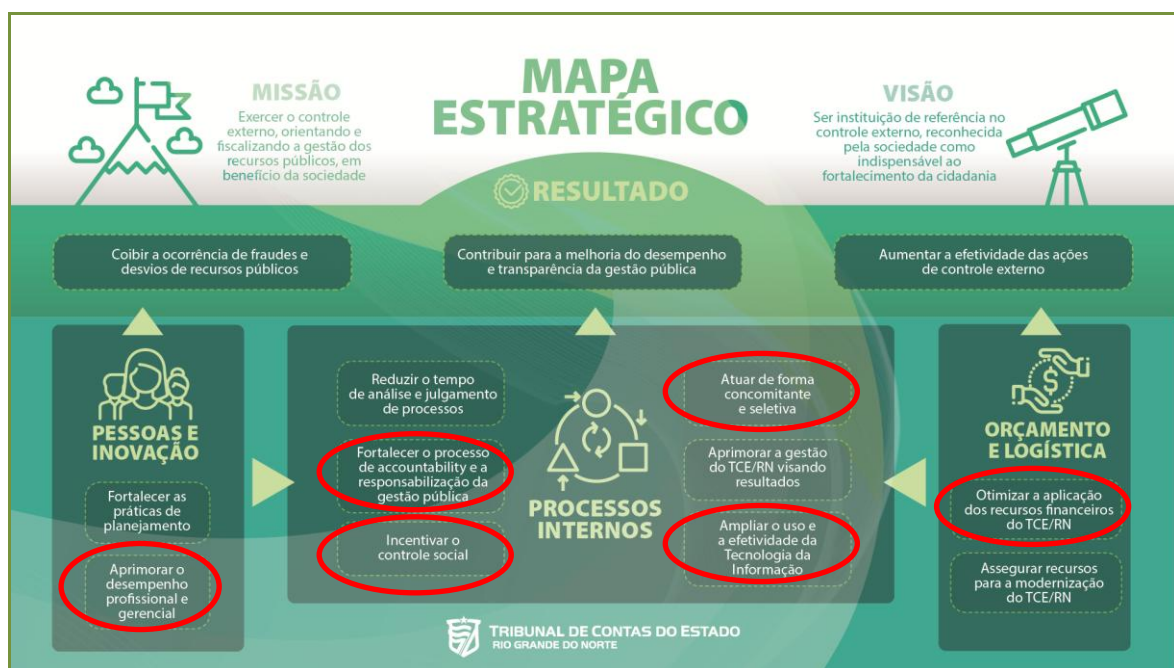 MAPA
ESTRATÉGICO
MISSÃO
Exercer o controle
externo, orientando e
fiscalizando a gestão dos
recursos públicos, em
benefício da sociedade
VISÃO
Ser instituição de referência no
controle externo, reconhecida
pela sociedade como
indispensável ao
fortalecimento da cidadania
RESULTADO
Coibir a ocorrência de fraudes e
desvios de recursos públicos
Contribuir para a melhoria do desempenho
e transparência da gestão pública
Aumentar a efetividade das ações
de controle externo
PESSOAS E
INOVAÇÃO
Fortalecer as
práticas de
planejamento
Aprimorar o
desempenho
profissional e
gerencial
Reduzir o tempo
de análise e julgamento
de processos
Fortalecer o processo
de accountability e a
responsabilização da
gestão pública
Incentivar o
controle social
PROCESSOS
INTERNOS
Atuar de forma
concomitante
e seletiva
Aprimorar a gestão
do TCE/RN visando
resultados
Ampliar o uso e
a efetividade da
Tecnologia da
Informação
$
ORÇAMENTO
E LOGÍSTICA
Otimizar a aplicação
dos recursos financeiros
do TCE/RN
Assegurar recursos
para a modernização
do TCE/RN
TRIBUNAL DE CONTAS DO ESTADO
RIO GRANDE DO NORTE